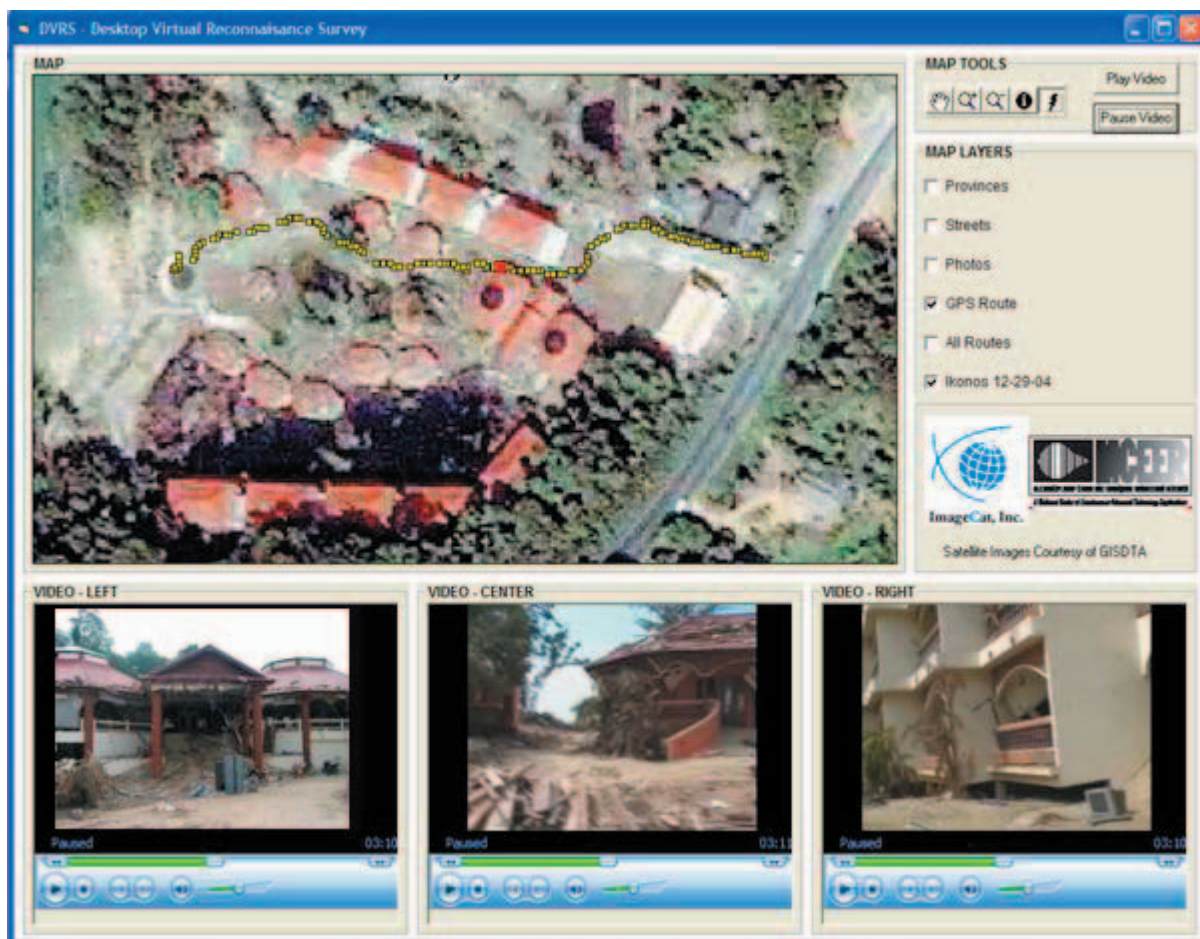 DVRS - Desktop Virtual Reconnaisance Survey
MAP
MAP TOOLS
Play Video
Pause Video
MAP LAYERS
Provinces
Streets
Photos
GPS Route
All Routes
Ikonos 12-29-04
ImageCat, Inc.
MCEER
Satellite Images Courtesy of GISDTA
VIDEO - LEFT
VIDEO - CENTER
VIDEO - RIGHT
Paused
03:10
Paused
03:11
Paused
03:10